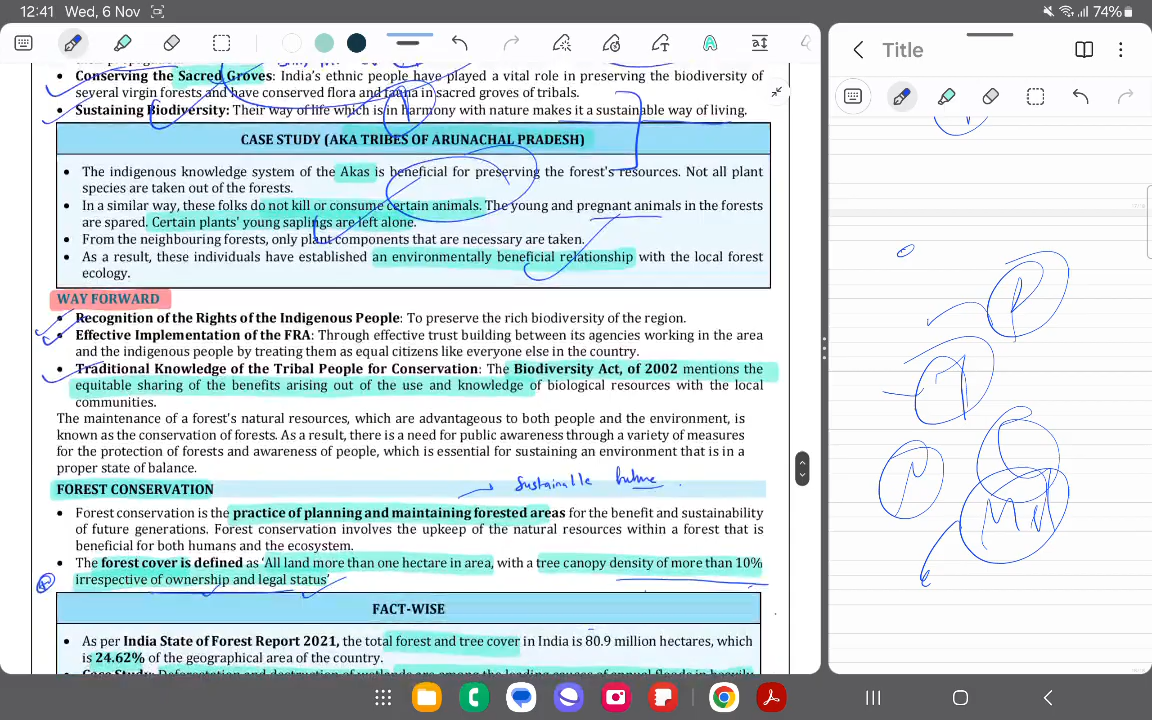 12:41 Wed, 6 Nov
74%
Title
Conserving the Sacred Groves: India's ethnic people have played a vital role in preserving the biodiversity of
several virgin forests and have conserved flora and fauna in sacred groves of tribals.
Sustaining Biodiversity: Their way of life which is in harmony with nature makes it a sustainable way of living.
CASE STUDY (AKA TRIBES OF ARUNACHAL PRADESH)
The indigenous knowledge system of the Akas is beneficial for preserving the forest's resources. Not all plant
species are taken out of the forests.
In a similar way, these folks do not kill or consume certain animals. The young and pregnant animals in the forests
are spared. Certain plants' young saplings are left alone.
From the neighbouring forests, only plant components that are necessary are taken.
As a result, these individuals have established an environmentally beneficial relationship with the local forest
ecology.
WAY FORWARD
Recognition of the Rights of the Indigenous People: To preserve the rich biodiversity of the region.
Effective Implementation of the FRA: Through effective trust building between its agencies working in the area
and the indigenous people by treating them as equal citizens like everyone else in the country.
Traditional Knowledge of the Tribal People for Conservation: The Biodiversity Act, of 2002 mentions the
equitable sharing of the benefits arising out of the use and knowledge of biological resources with the local
communities.
The maintenance of a forest's natural resources, which are advantageous to both people and the environment, is
known as the conservation of forests. As a result, there is a need for public awareness through a variety of measures
for the protection of forests and awareness of people, which is essential for sustaining an environment that is in a
proper state of balance.
sustainable future
FOREST CONSERVATION
Forest conservation is the practice of planning and maintaining forested areas for the benefit and sustainability
of future generations. Forest conservation involves the upkeep of the natural resources within a forest that is
beneficial for both humans and the ecosystem.
The forest cover is defined as 'All land more than one hectare in area, with a tree canopy density of more than 10%
irrespective of ownership and legal status'
FACT-WISE
As per India State of Forest Report 2021, the total forest and tree cover in India is 80.9 million hectares, which
is 24.62% of the geographical area of the country.
Case Study: Deforestation and destruction of wetlands are among the leading causes of annual floods in heavily